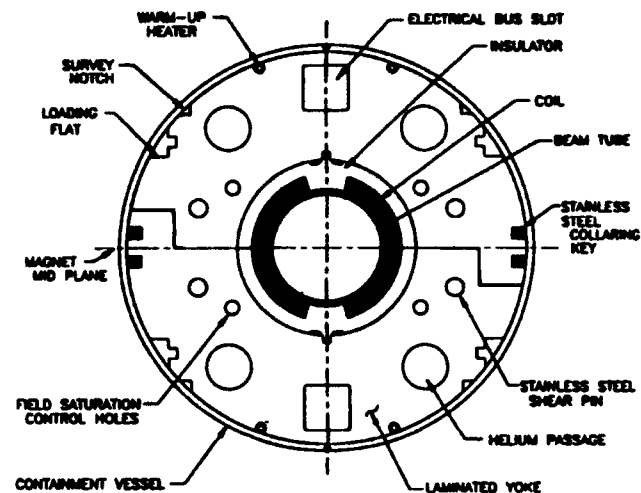 WARM-UP
HEATER
ELECTRICAL BUS SLOT
INSULATOR
SURVEY
NOTCH
COIL
LOADING
FLAT
BEAM TUBE
STAINLESS
STEEL
COLLARING
KEY
MAGNET
MID PLANE
FIELD SATURATION
CONTROL HOLES
STAINLESS STEEL
SHEAR PIN
HELIUM PASSAGE
CONTAINMENT VESSEL
LAMINATED YOKE